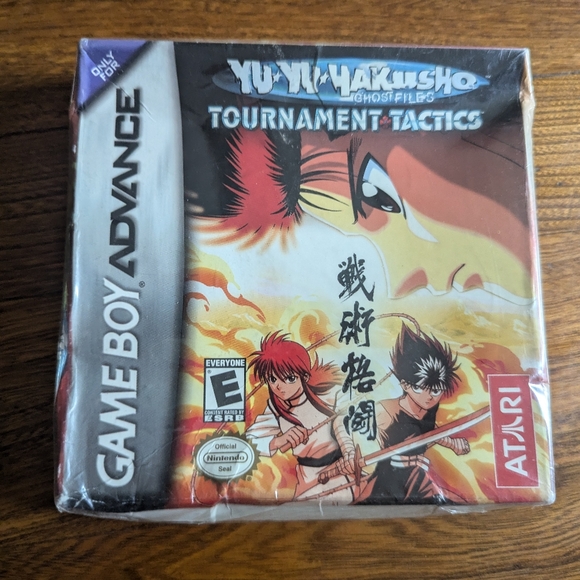 ONLY
FOR
GAME BOY ADVANCE
YU★YU★HAKUSHO
GHOST FILES
TOURNAMENT TACTICS
戦術格闘
EVERYONE
E
CONTENT RATED BY
ESRB
Official
Nintendo
Seal
ATARI